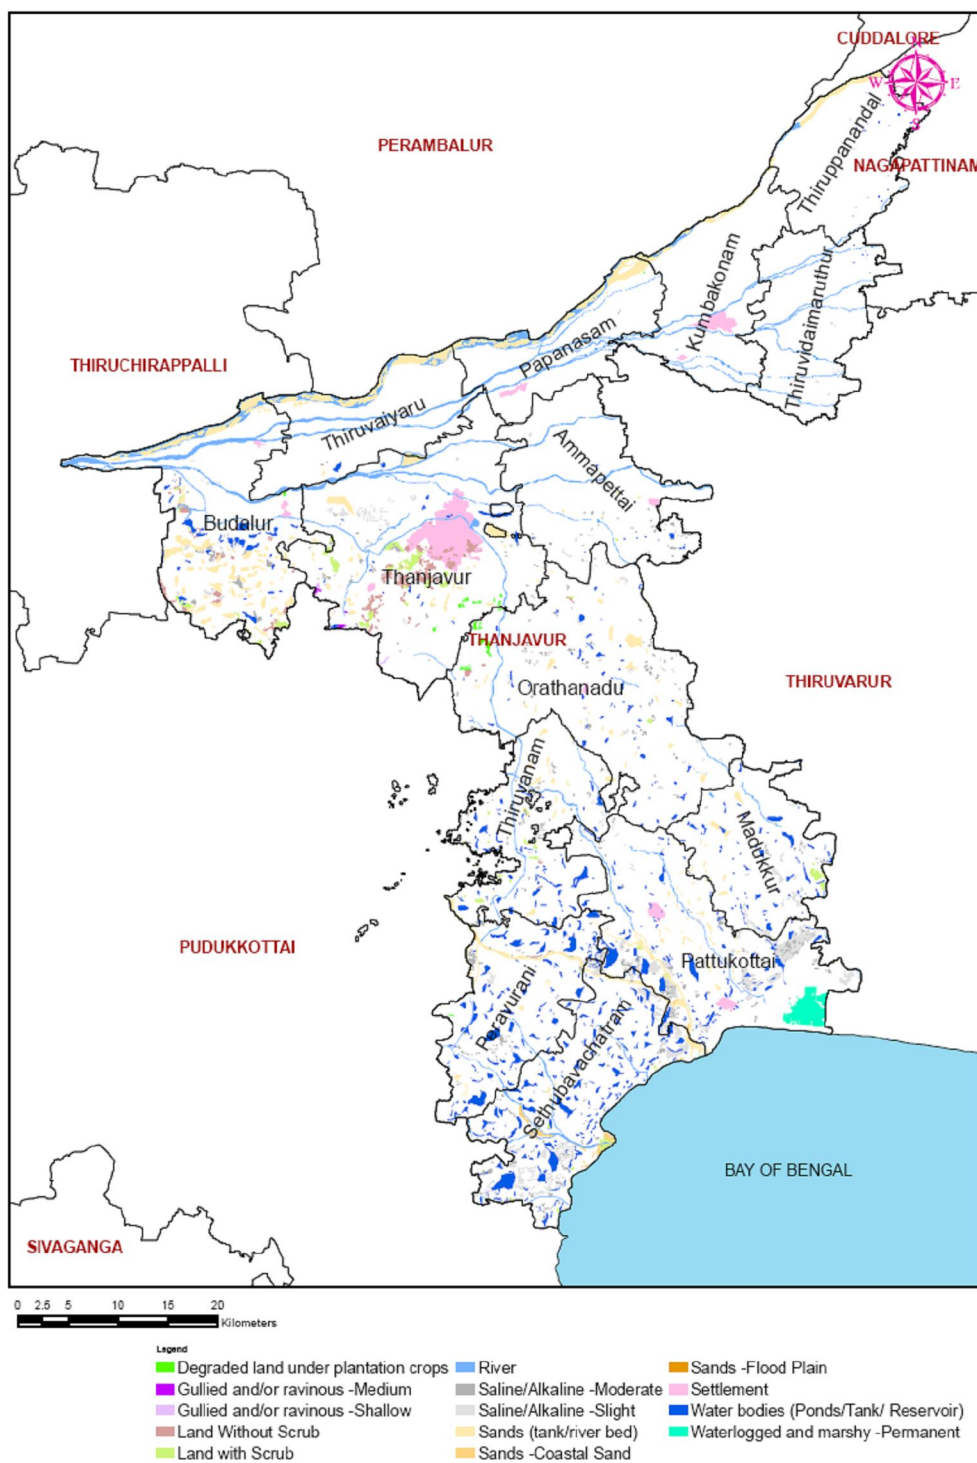 CUDDALORE
N
W E
S
PERAMBALUR
Thiruppanandal
NAGAPATTINAM
Kumbakonam
Thiruvidaimaruthur
Papanasam
THIRUCHIRAPPALLI
Thiruvaiyaru
Ammapettai
Budalur
Thanjavur
THANJAVUR
Orathanadu
THIRUVARUR
Thiruvanam
Madukkur
PUDUKKOTTAI
Pattukottai
Peravurani
Sethubavachatram
BAY OF BENGAL
SIVAGANGA
0 2.5 5 10 15 20
Kilometers
Legend
Degraded land under plantation crops
Gullied and/or ravinous -Medium
Gullied and/or ravinous -Shallow
Land Without Scrub
Land with Scrub
River
Saline/Alkaline -Moderate
Saline/Alkaline -Slight
Sands (tank/river bed)
Sands -Coastal Sand
Sands -Flood Plain
Settlement
Water bodies (Ponds/Tank/ Reservoir)
Waterlogged and marshy -Permanent